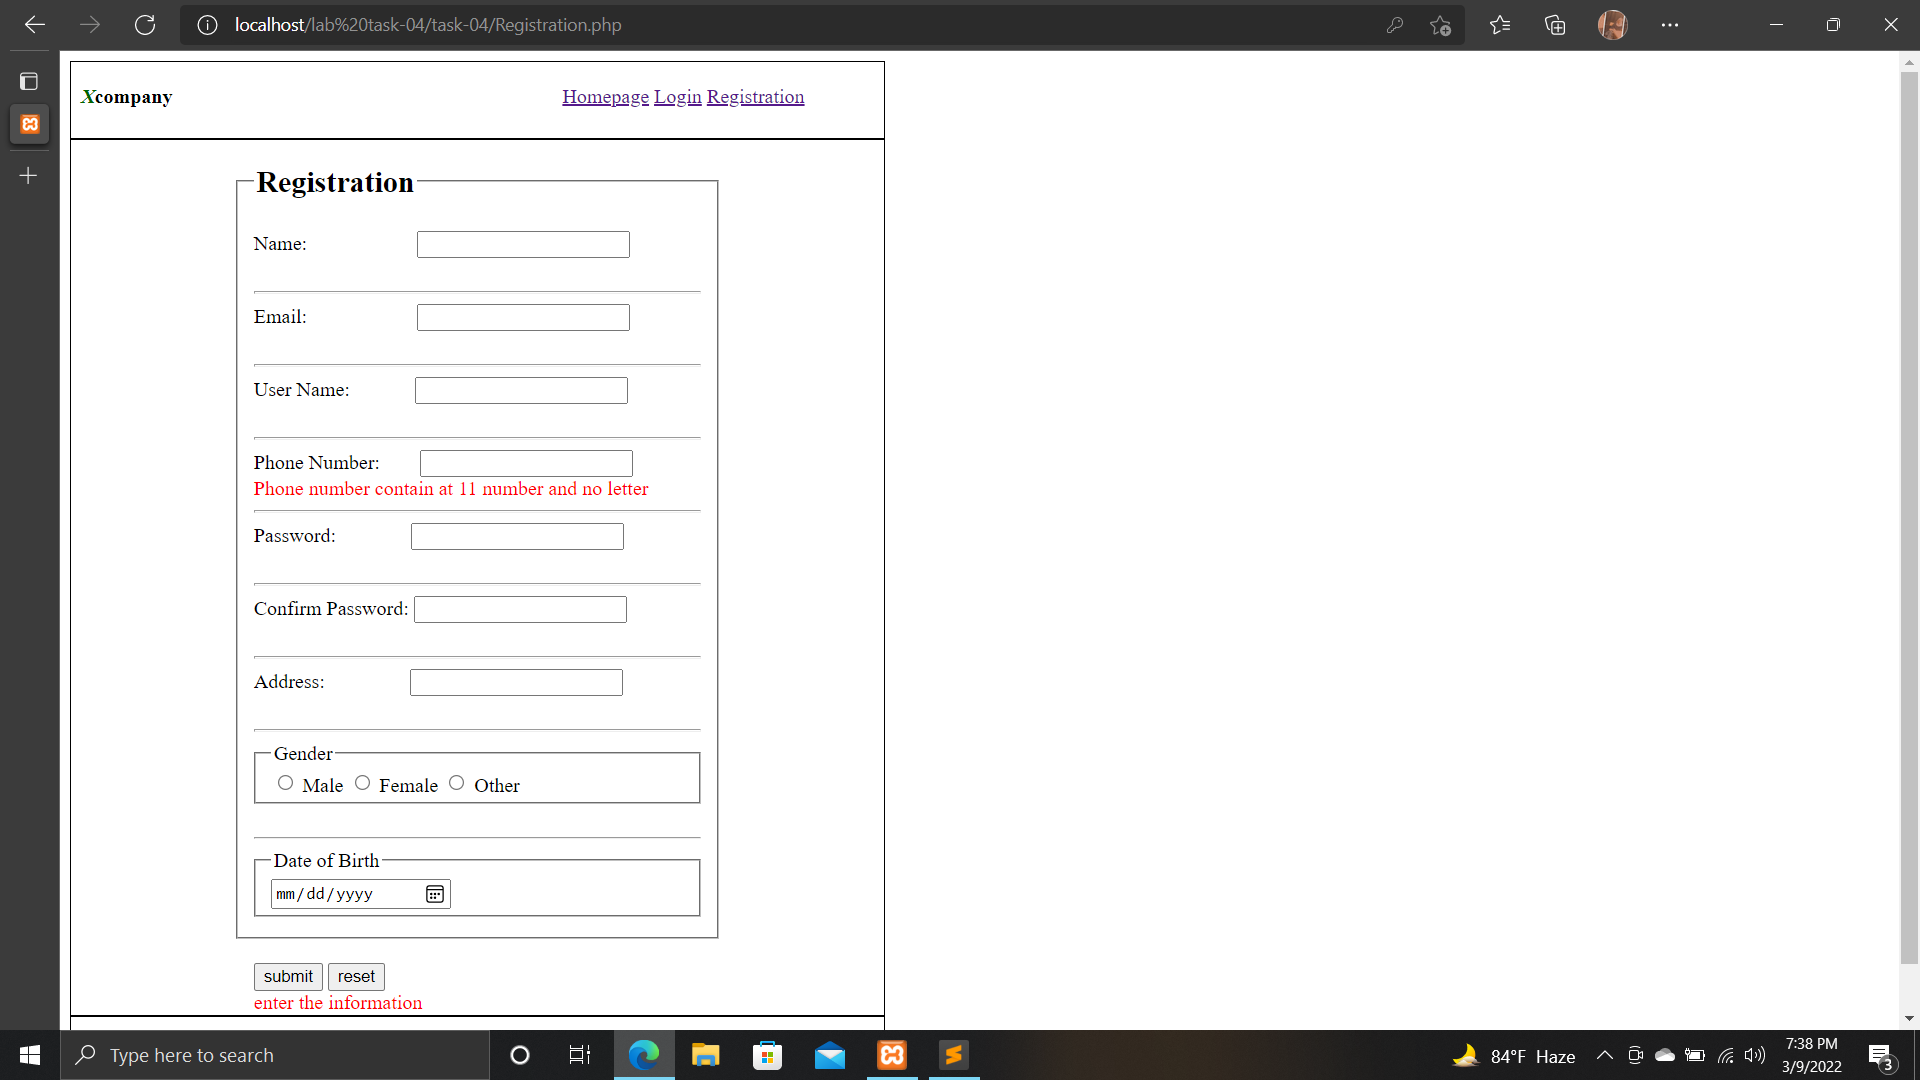 localhost/lab%20task-04/task-04/Registration.php
Xcompany
Homepage Login Registration
Registration
Name:
Email:
User Name:
Phone Number:
Phone number contain at 11 number and no letter
Password:
Confirm Password:
Address:
Gender
Male Female Other
Date of Birth
mm/dd/yyyy
submit reset
enter the information
Type here to search
84°F Haze
7:38 PM
3/9/2022
3